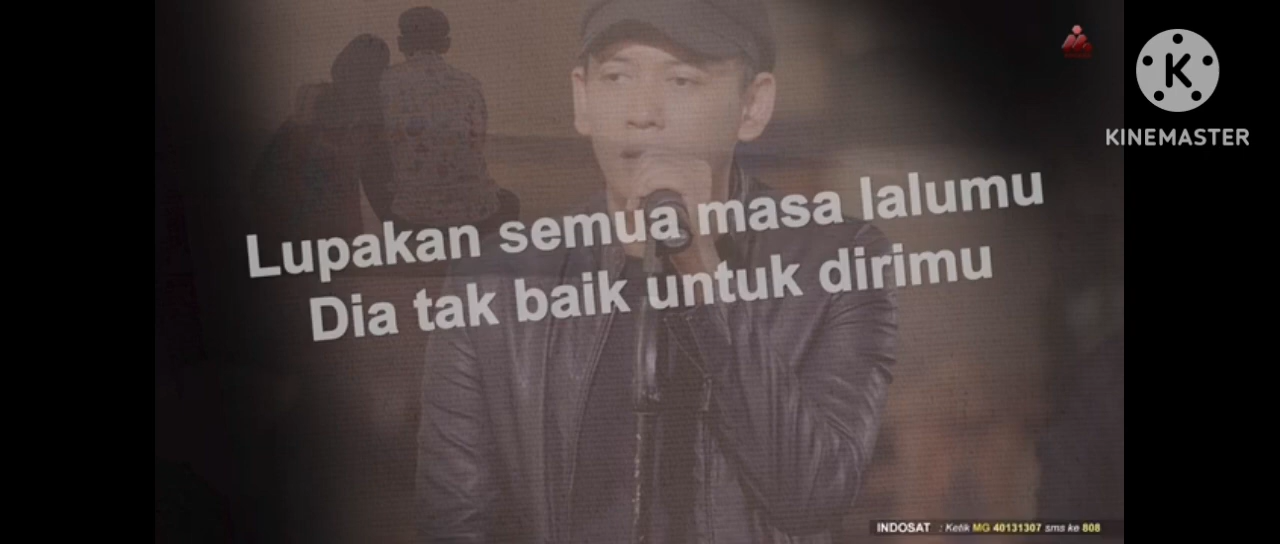 KINEMASTER
Lupakan semua masa lalumu
Dia tak baik untuk dirimu
INDOSAT : Ketik MG 40131307 sms ke 808